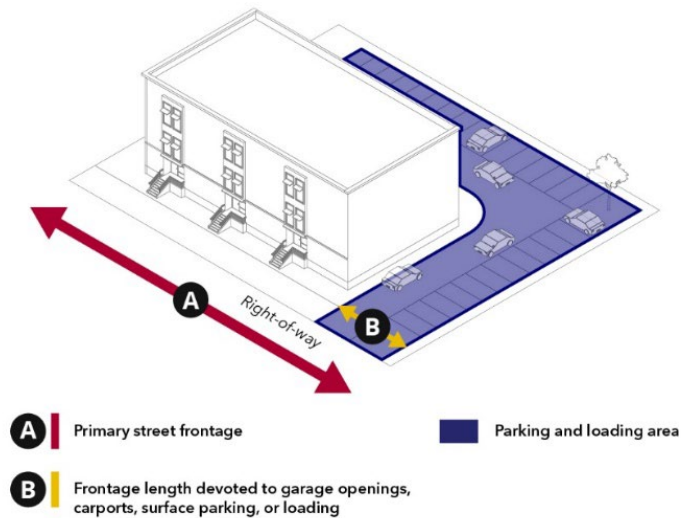 A
Right-of-way
B
A Primary street frontage
Parking and loading area
B Frontage length devoted to garage openings,
carports, surface parking, or loading